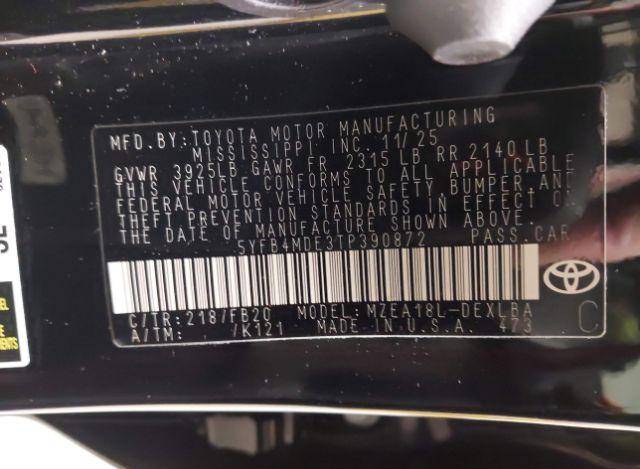 MFD.BY:TOYOTA MOTOR MANUFACTURING
MISSISSIPPI INC. 11/25
GVWR 3925LB GAWR FR 2315 LB RR 2140 LB
THIS VEHICLE CONFORMS TO ALL APPLICABLE
FEDERAL MOTOR VEHICLE SAFETY,BUMPER,AND
THEFT PREVENTION STANDARDS IN EFFECT ON
THE DATE OF MANUFACTURE SHOWN ABOVE.
5YFB4MDE3TP390872 PASS.CAR
C/TR:218/FB20 MODEL:MZEA18L-DEXLBA
A/TM: /K121 MADE IN U.S.A. 473
C